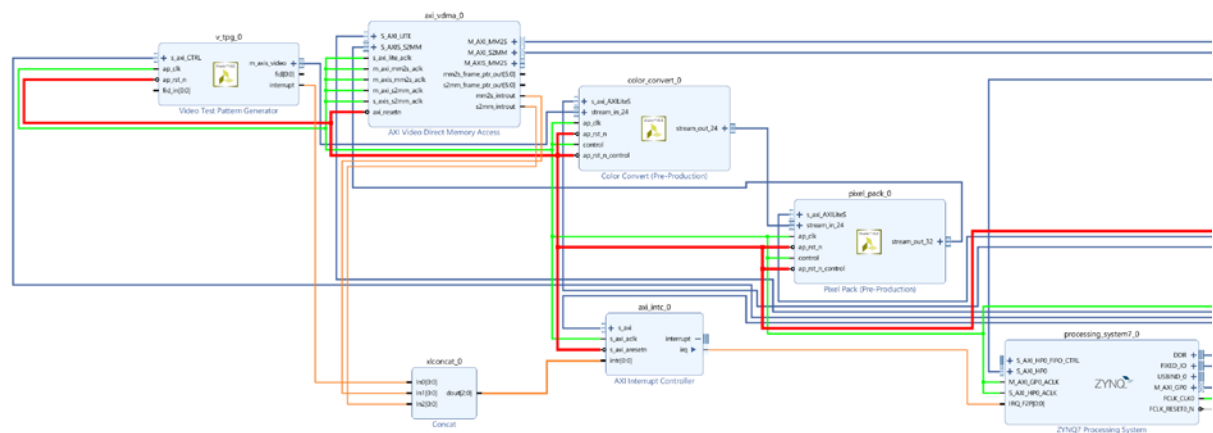 v_tpg_0
s_axi_CTRL
ap_clk
ap_rst_n
fid_in[0:0]
m_axis_video
fid[0:0]
interrupt
Video Test Pattern Generator
axi_vdma_0
S_AXI_LITE
S_AXIS_S2MM
s_axi_lite_aclk
m_axi_mm2s_aclk
m_axis_mm2s_aclk
m_axi_s2mm_aclk
s_axis_s2mm_aclk
axi_resetn
M_AXI_MM2S
M_AXI_S2MM
M_AXIS_MM2S
mm2s_frame_ptr_out[5:0]
s2mm_frame_ptr_out[5:0]
mm2s_introut
s2mm_introut
AXI Video Direct Memory Access
color_convert_0
s_axi_AXILiteS
stream_in_24
ap_clk
ap_rst_n
control
ap_rst_n_control
stream_out_24
Color Convert (Pre-Production)
pixel_pack_0
s_axi_AXILiteS
stream_in_24
ap_clk
ap_rst_n
control
ap_rst_n_control
stream_out_32
Pixel Pack (Pre-Production)
axi_intc_0
s_axi
s_axi_aclk
s_axi_aresetn
intr[0:0]
interrupt
irq
AXI Interrupt Controller
xlconcat_0
In0[0:0]
In1[0:0]
In2[0:0]
dout[2:0]
Concat
processing_system7_0
S_AXI_HP0_FIFO_CTRL
S_AXI_HP0
M_AXI_GP0_ACLK
S_AXI_HP0_ACLK
IRQ_F2P[0:0]
ZYNQ
DDR
FIXED_IO
USBIND_0
M_AXI_GP0
FCLK_CLK0
FCLK_RESET0_N
ZYNQ7 Processing System